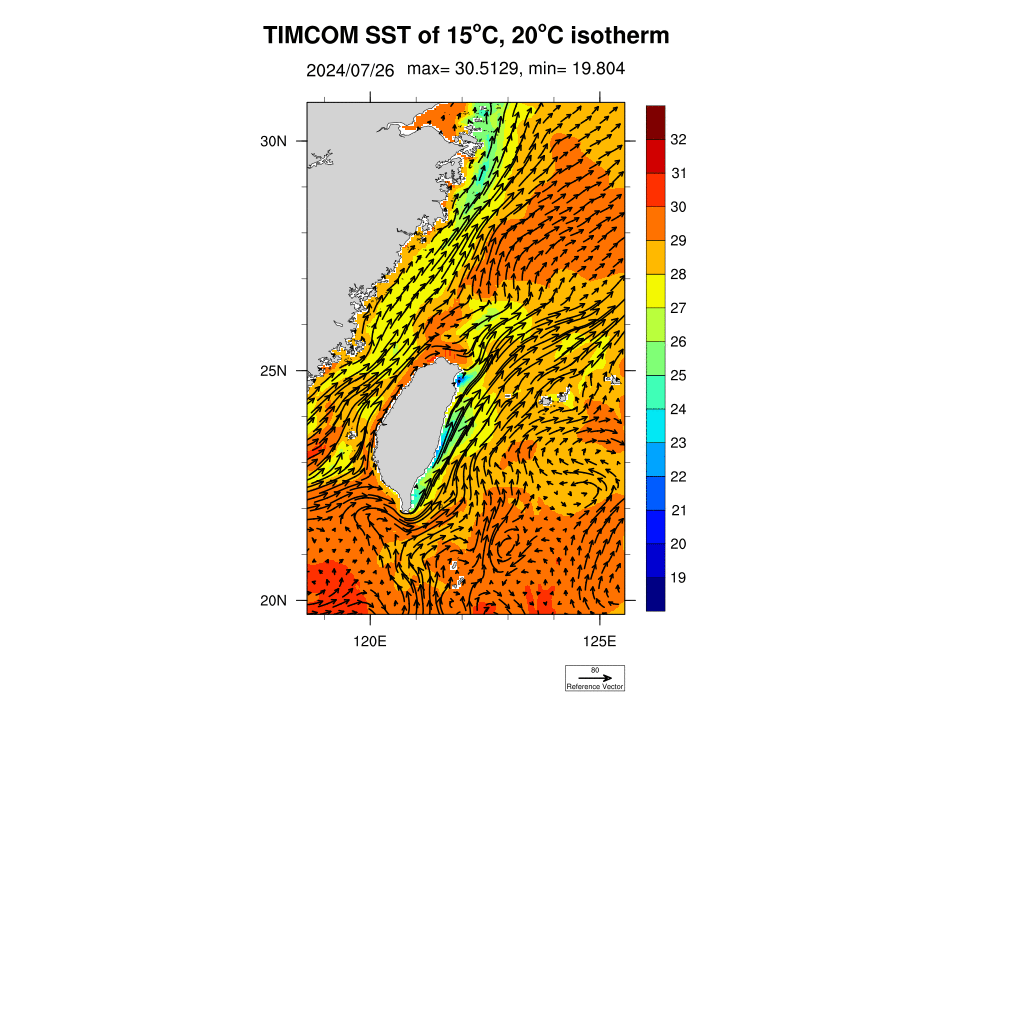 TIMCOM SST of 15°C, 20°C isotherm
2024/07/26 max= 30.5129, min= 19.804
30N
25N
20N
120E
125E
32
31
30
29
28
27
26
25
24
23
22
21
20
19
80
Reference Vector